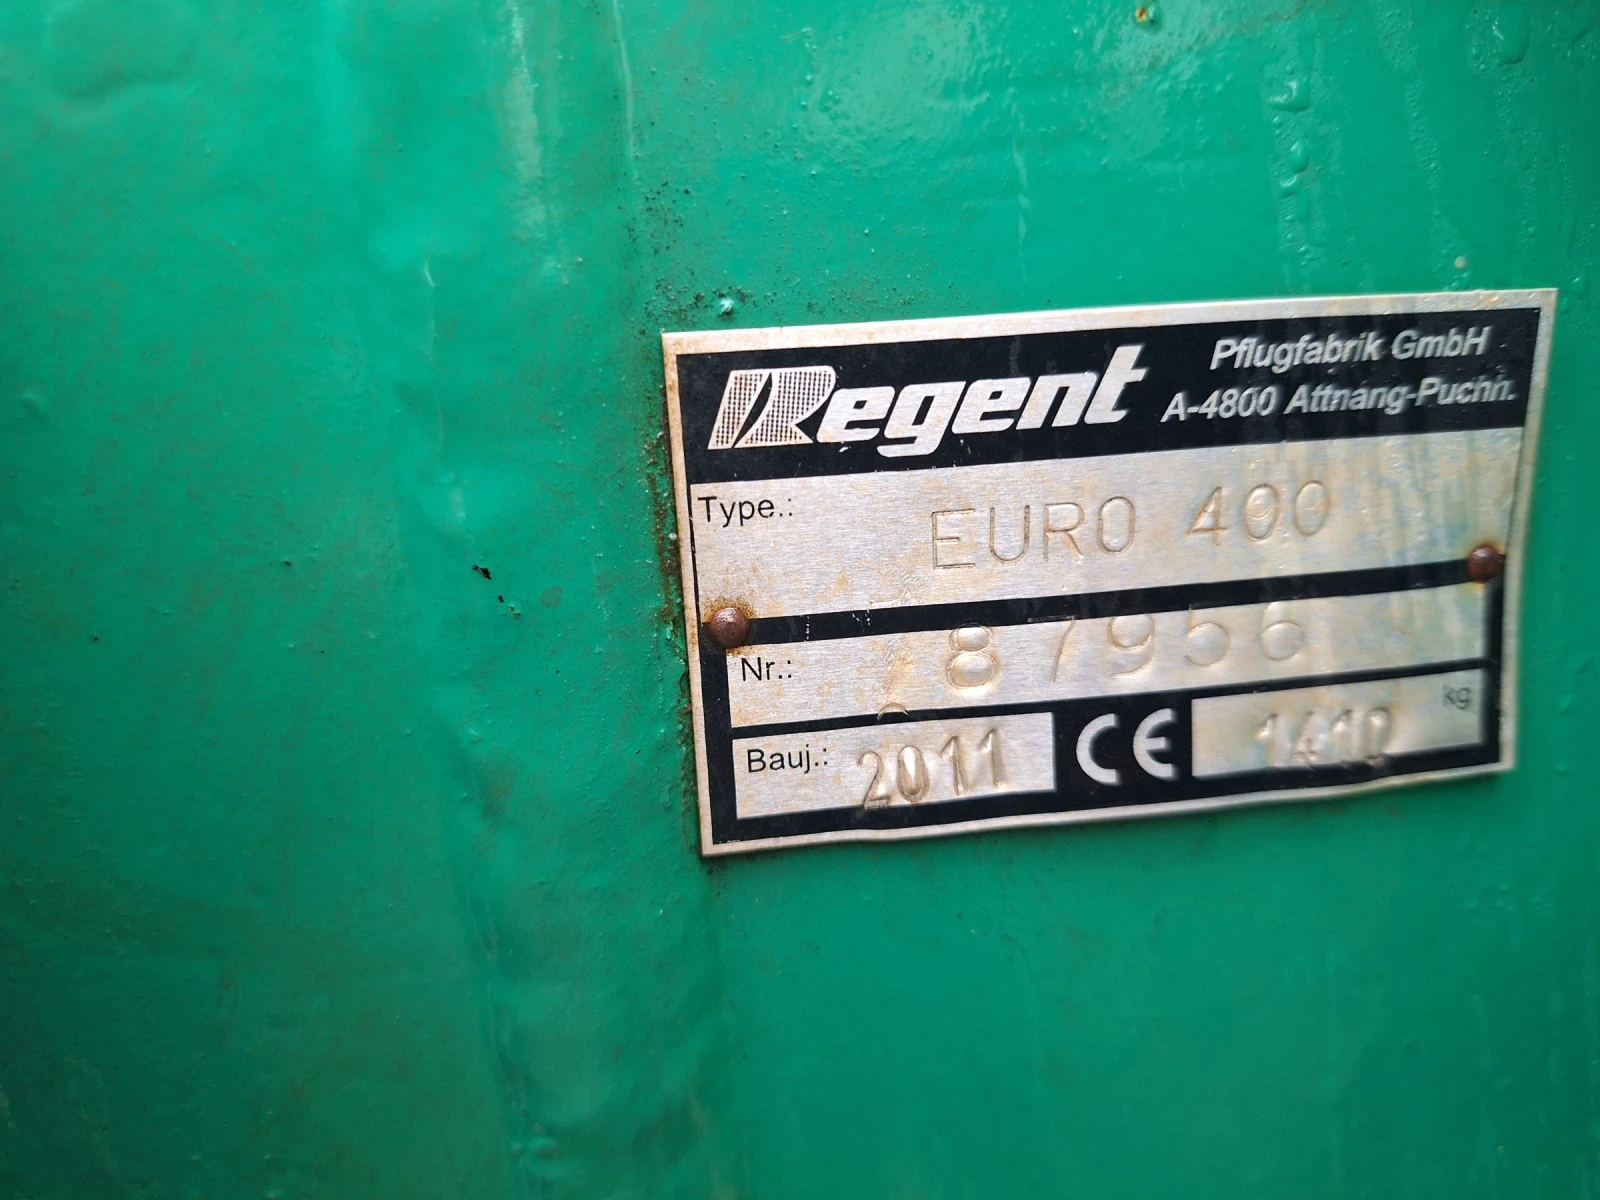 Regent
Pflugfabrik GmbH
A-4800 Attnang-Puchh.
Type.: EURO 400
Nr.: 87956
Bauj.: 2011 CE 1410 kg